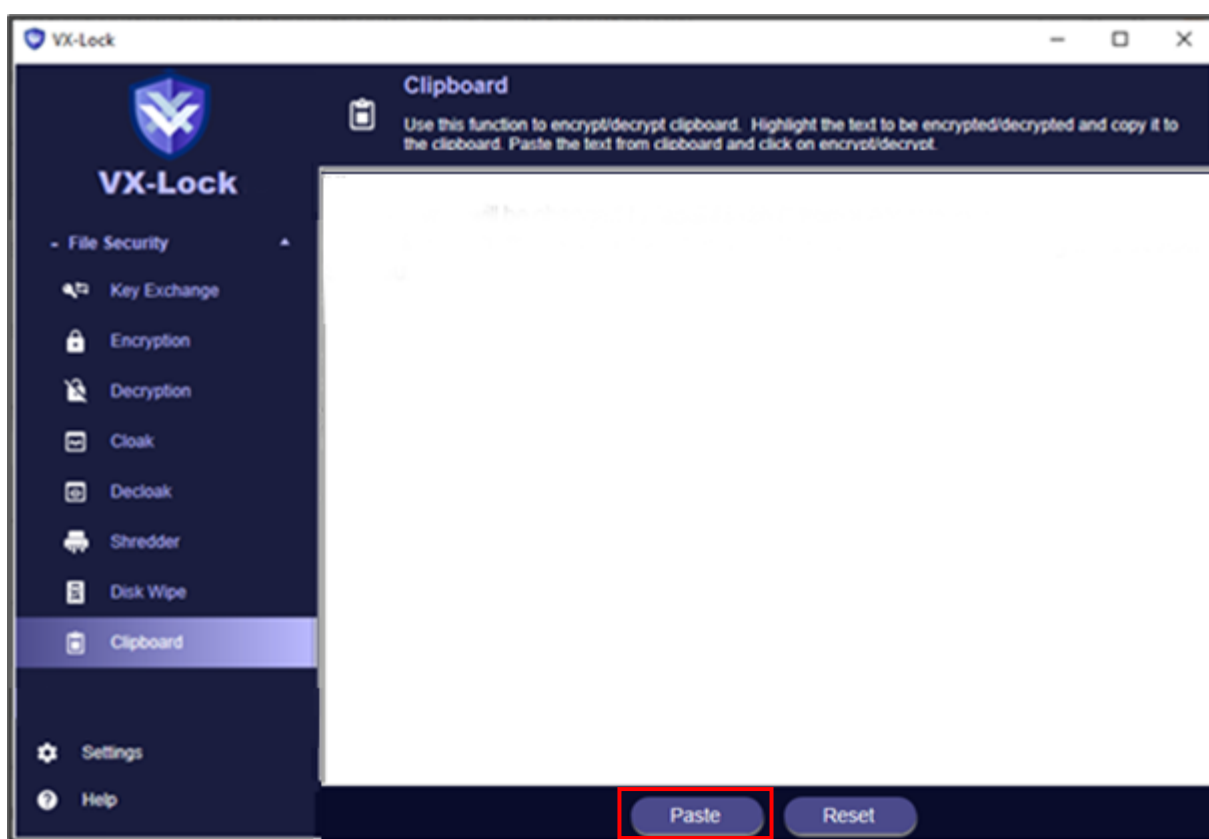 VX-Lock
VX-Lock
- File Security
Key Exchange
Encryption
Decryption
Cloak
Decloak
Shredder
Disk Wipe
Clipboard
Settings
Help
Clipboard
Use this function to encrypt/decrypt clipboard. Highlight the text to be encrypted/decrypted and copy it to
the clipboard. Paste the text from clipboard and click on encrypt/decrypt.
Paste
Reset